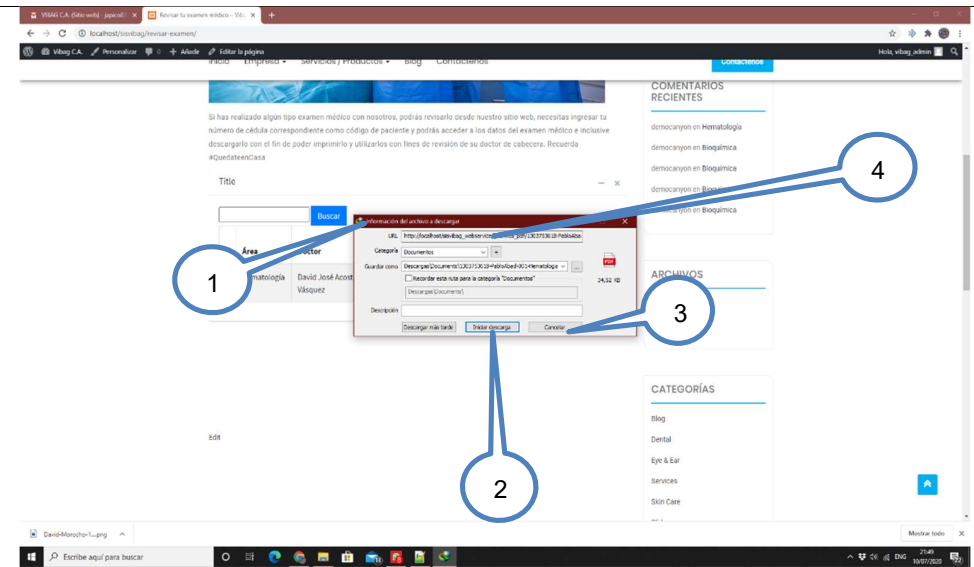 VIBAG C.A. (Sitio web) - japicoll
Revisar tu examen médico – Vib
localhost/sisvibag/revisar-examen/
Vibag C.A. Personalizar 0 Añadir Editar la página
Hola, vibag_admin
Inicio Empresa Servicios / Productos Blog Contáctenos
Contáctenos
Si has realizado algún tipo examen médico con nosotros, podrás revisarlo desde nuestro sitio web, necesitas ingresar tu
número de cédula correspondiente como código de paciente y podrás acceder a los datos del examen médico e inclusive
descargarlo con el fin de poder imprimirlo y utilizarlos con fines de revisión de su doctor de cabecera. Recuerda
#QuedateenCasa
Title
Buscar
Área
David José Acost
Vásquez
Edit
Información del archivo a descargar
URL
Categoría Documentos
Guardar como
Recordar esta ruta para la categoría "Documentos"
Descargas\Documents\
PDF
34,52 KB
Descripción
Descargar más tarde Iniciar descarga Cancelar
1
2
3
4
COMENTARIOS
RECIENTES
democanyon en Hematología
democanyon en Bioquímica
democanyon en Bioquímica
democanyon en
en Bioquímica
ARCHIVOS
CATEGORÍAS
Blog
Dental
Eye & Ear
Services
Skin Care
David-Morocho-1....png
Mostrar todo
Escribe aquí para buscar
ENG
21:49
10/07/2020